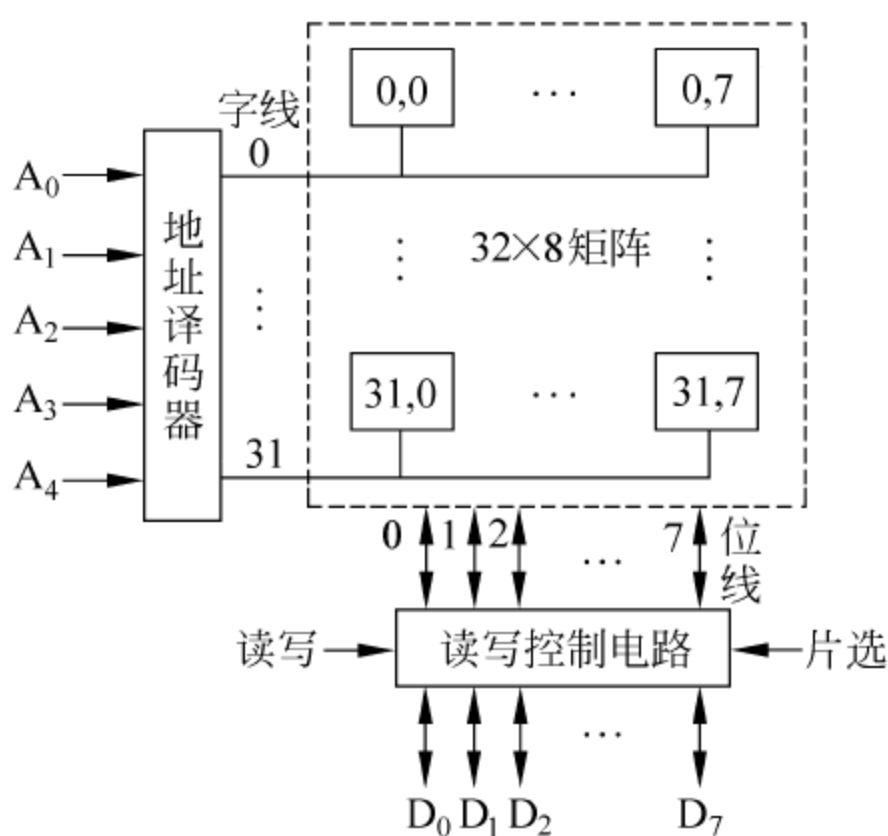 0,0 … 0,7
字线
0
A₀
A₁
A₂
A₃
A₄
地址译码器
⋮
⋮ 32×8矩阵 ⋮
31,0 … 31,7
31
0 1 2 … 7 位线
读写 读写控制电路 片选
…
D₀ D₁ D₂ D₇